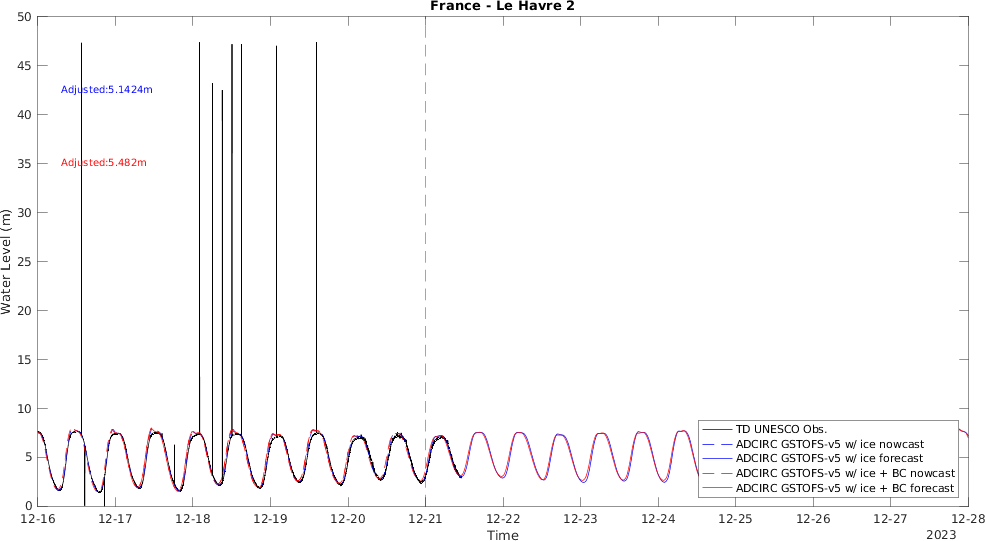 France - Le Havre 2
50
45
40
35
30
25
20
15
10
5
0
Water Level (m)
Adjusted:5.1424m
Adjusted:5.482m
TD UNESCO Obs.
ADCIRC GSTOFS-v5 w/ ice nowcast
ADCIRC GSTOFS-v5 w/ ice forecast
ADCIRC GSTOFS-v5 w/ ice + BC nowcast
ADCIRC GSTOFS-v5 w/ ice + BC forecast
12-16 12-17 12-18 12-19 12-20 12-21 12-22 12-23 12-24 12-25 12-26 12-27 12-28
Time
2023